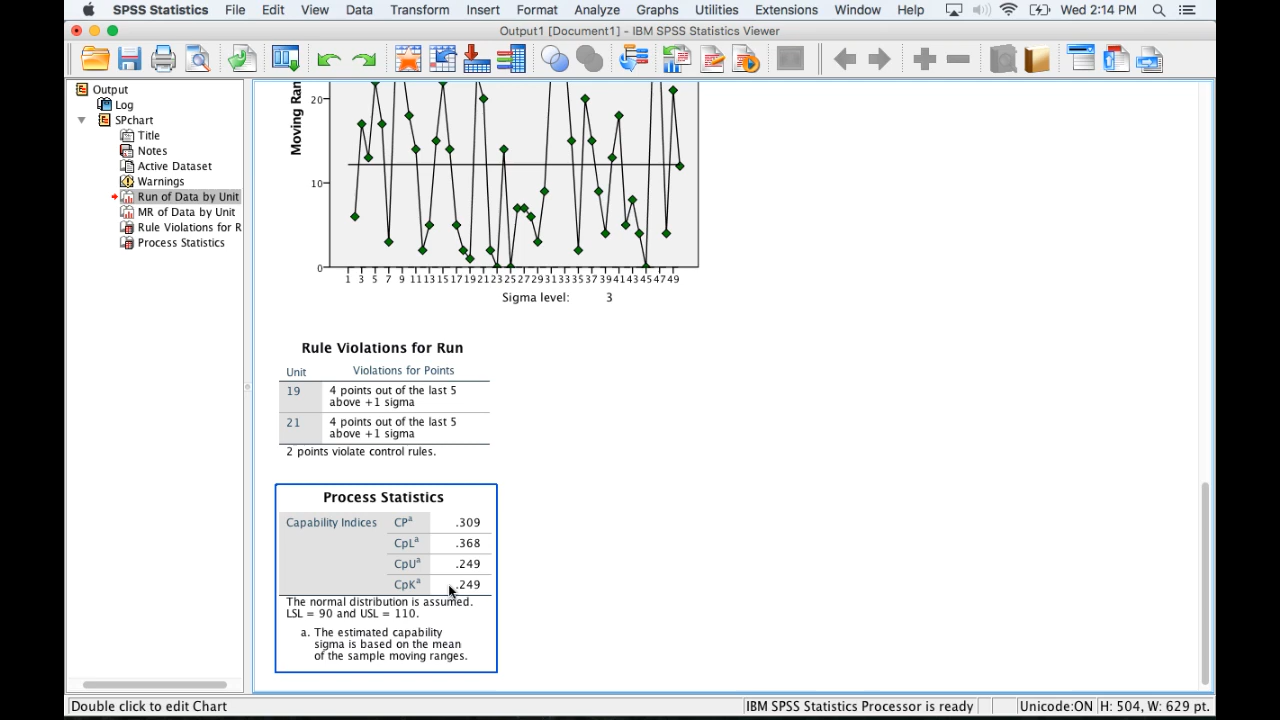 SPSS Statistics File Edit View Data Transform Insert Format Analyze Graphs Utilities Extensions Window Help Wed 2:14 PM
Output1 [Document1] - IBM SPSS Statistics Viewer
Output
Log
SPchart
Title
Notes
Active Dataset
Warnings
Run of Data by Unit
MR of Data by Unit
Rule Violations for R
Process Statistics
Moving Ran
20
10
0
1 3 5 7 9 11 13 15 17 19 21 23 25 27 29 31 33 35 37 39 41 43 45 47 49
Sigma level: 3
Rule Violations for Run
Unit Violations for Points
19 4 points out of the last 5
above +1 sigma
21 4 points out of the last 5
above +1 sigma
2 points violate control rules.
Process Statistics
Capability Indices CPa .309
CpLa .368
CpUa .249
CpKa .249
The normal distribution is assumed.
LSL = 90 and USL = 110.
a. The estimated capability
sigma is based on the mean
of the sample moving ranges.
Double click to edit Chart IBM SPSS Statistics Processor is ready Unicode:ON H: 504, W: 629 pt.